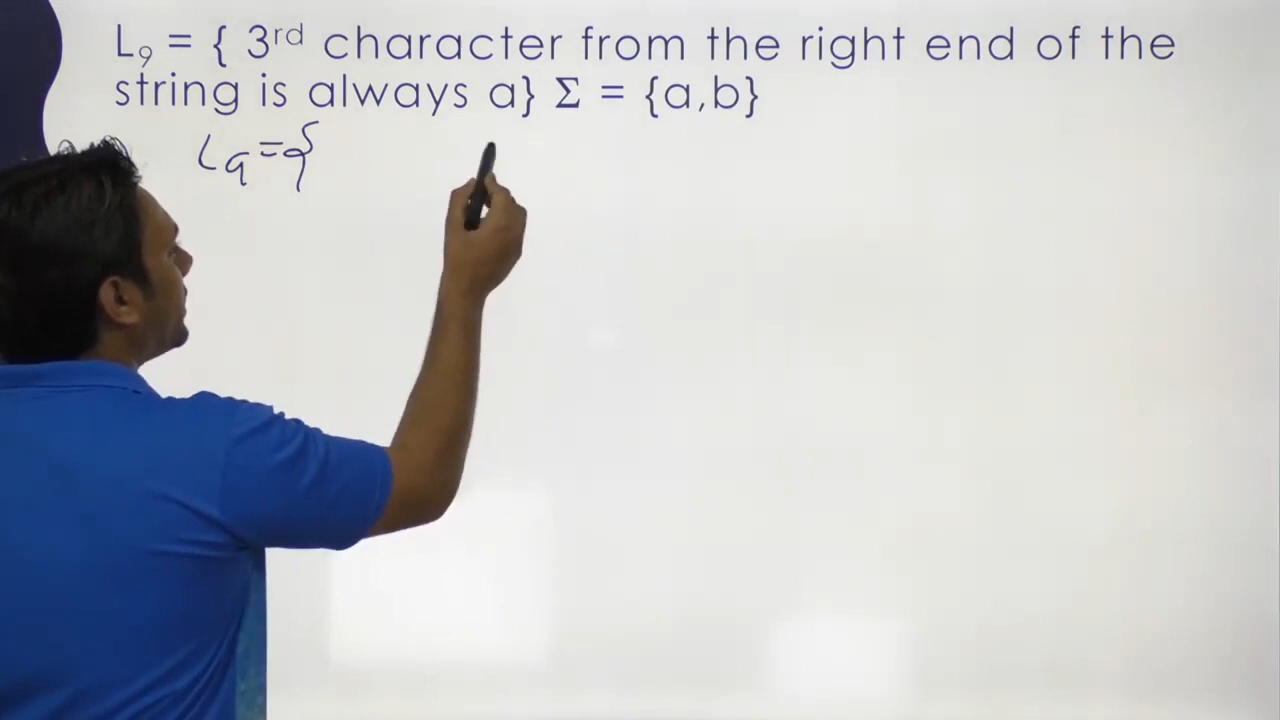 L₉ = { 3ʳᵈ character from the right end of the
string is always a} Σ = {a,b}
L₉ = {